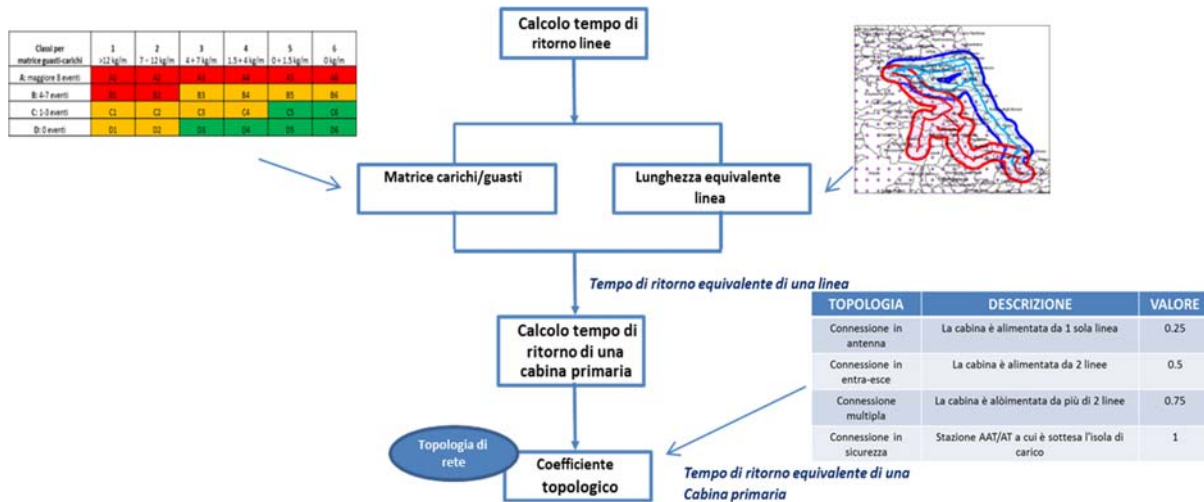 Calcolo tempo di
ritorno linee
Classi per
matrice guasti-carichi
1
>12 kg/m
2
7 – 12 kg/m
3
4 ÷ 7 kg/m
4
1.5 ÷ 4 kg/m
5
0 ÷ 1.5 kg/m
6
0 kg/m
A: maggiore 8 eventi A1 A2 A3 A4 A5 A6
B: 4-7 eventi B1 B2 B3 B4 B5 B6
C: 1-3 eventi C1 C2 C3 C4 C5 C6
D: 0 eventi D1 D2 D3 D4 D5 D6
Matrice carichi/guasti
Lunghezza equivalente
linea
Tempo di ritorno equivalente di una linea
Calcolo tempo di
ritorno di una
cabina primaria
TOPOLOGIA DESCRIZIONE VALORE
Connessione in
antenna
La cabina è alimentata da 1 sola linea
0.25
Connessione in
entra-esce
La cabina è alimentata da 2 linee
0.5
Connessione
multipla
La cabina è alòimentata da più di 2 linee
0.75
Connessione in
sicurezza
Stazione AAT/AT a cui è sottesa l'isola di
carico
1
Topologia di
rete
Coefficiente
topologico
Tempo di ritorno equivalente di una
Cabina primaria